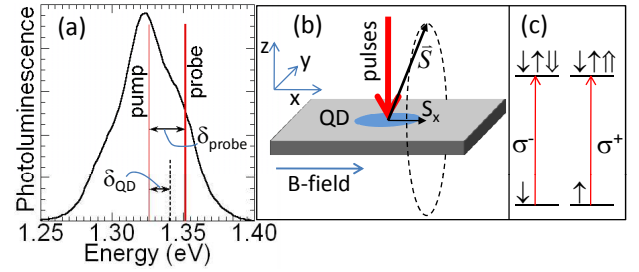 (a)
Photoluminescence
pump
probe
δprobe
δQD
1.25 1.30 1.35 1.40
Energy (eV)
(b)
z
y
x
pulses
S⃗
QD
Sx
B-field
(c)
↓↑⇓ ↓↑⇑
σ- σ+
↓ ↑